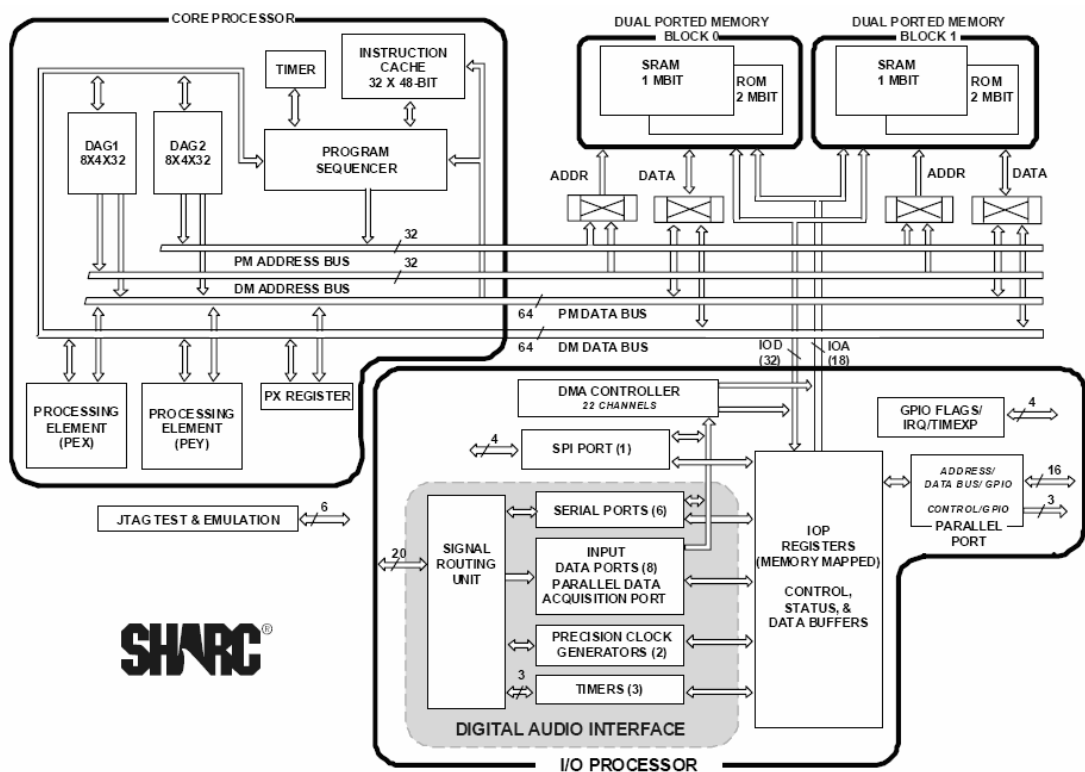 CORE PROCESSOR
TIMER
INSTRUCTION
CACHE
32 X 48-BIT
DAG1
8X4X32
DAG2
8X4X32
PROGRAM
SEQUENCER
DUAL PORTED MEMORY
BLOCK 0
SRAM
1 MBIT
ROM
2 MBIT
DUAL PORTED MEMORY
BLOCK 1
SRAM
1 MBIT
ROM
2 MBIT
ADDR
DATA
ADDR
DATA
32
PM ADDRESS BUS
32
DM ADDRESS BUS
64
PM DATA BUS
64
DM DATA BUS
IOD
(32)
IOA
(18)
PROCESSING
ELEMENT
(PEX)
PROCESSING
ELEMENT
(PEY)
PX REGISTER
JTAG TEST & EMULATION
6
SHARC®
DMA CONTROLLER
22 CHANNELS
4
SPI PORT (1)
GPIO FLAGS/
IRQ/TIMEXP
4
ADDRESS/
DATA BUS/ GPIO
CONTROL/GPIO
PARALLEL
PORT
16
3
20
SIGNAL
ROUTING
UNIT
SERIAL PORTS (6)
INPUT
DATA PORTS (8)
PARALLEL DATA
ACQUISITION PORT
PRECISION CLOCK
GENERATORS (2)
3
TIMERS (3)
IOP
REGISTERS
(MEMORY MAPPED)
CONTROL,
STATUS, &
DATA BUFFERS
DIGITAL AUDIO INTERFACE
I/O PROCESSOR